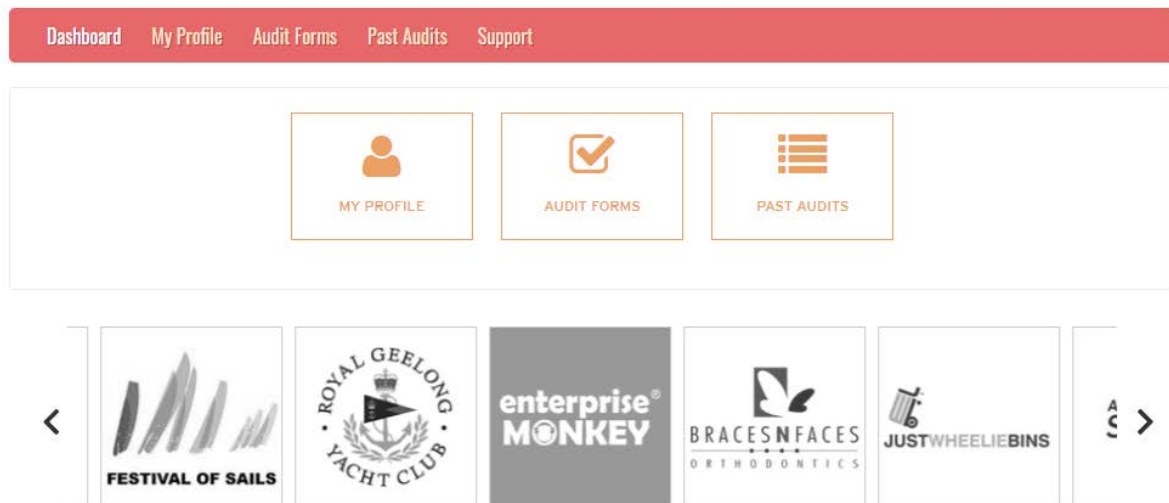 Dashboard My Profile Audit Forms Past Audits Support
MY PROFILE AUDIT FORMS PAST AUDITS
FESTIVAL OF SAILS
ROYAL GEELONG
YACHT CLUB
enterprise®
MONKEY
BRACESNFACES
ORTHODONTICS
JUSTWHEELIEBINS